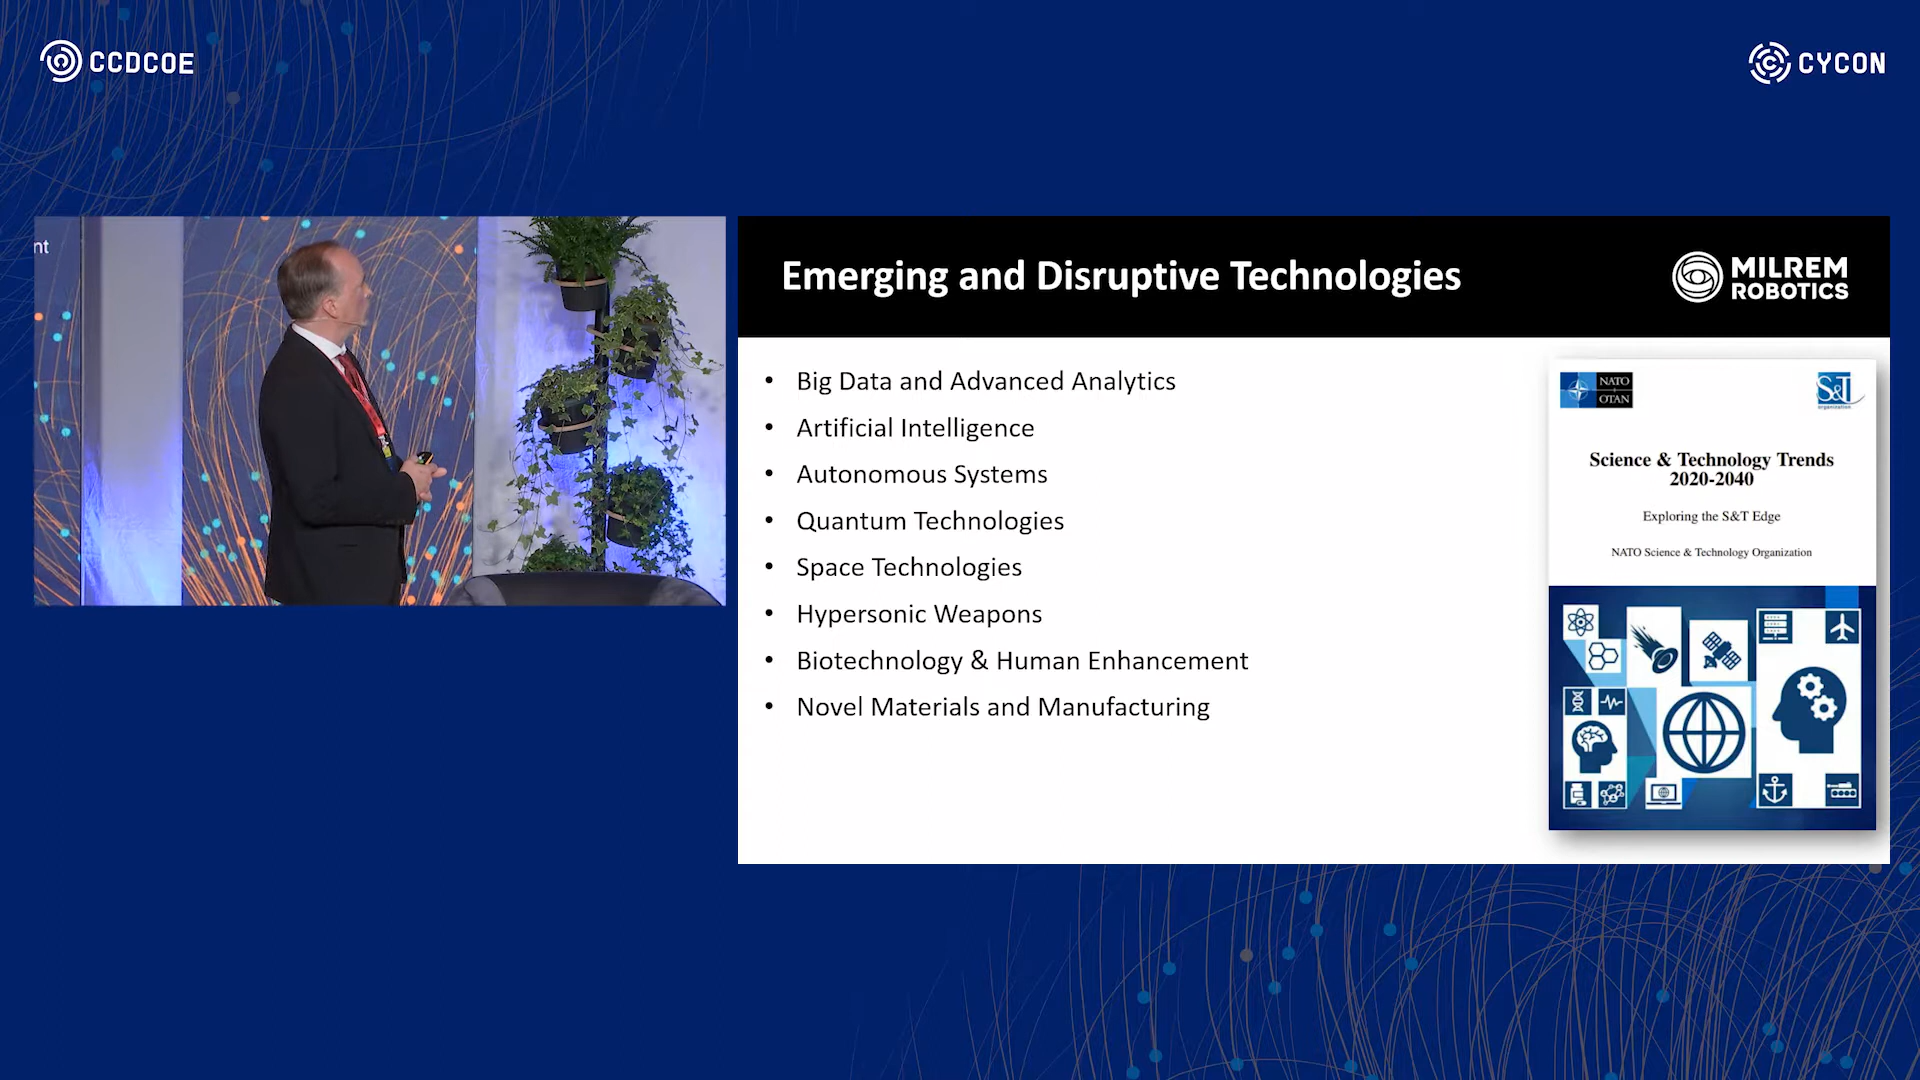 CCDCOE
CYCON
nt
Emerging and Disruptive Technologies
MILREM
ROBOTICS
• Big Data and Advanced Analytics
• Artificial Intelligence
• Autonomous Systems
• Quantum Technologies
• Space Technologies
• Hypersonic Weapons
• Biotechnology & Human Enhancement
• Novel Materials and Manufacturing
NATO
OTAN
S&T
organization
Science & Technology Trends
2020-2040
Exploring the S&T Edge
NATO Science & Technology Organization